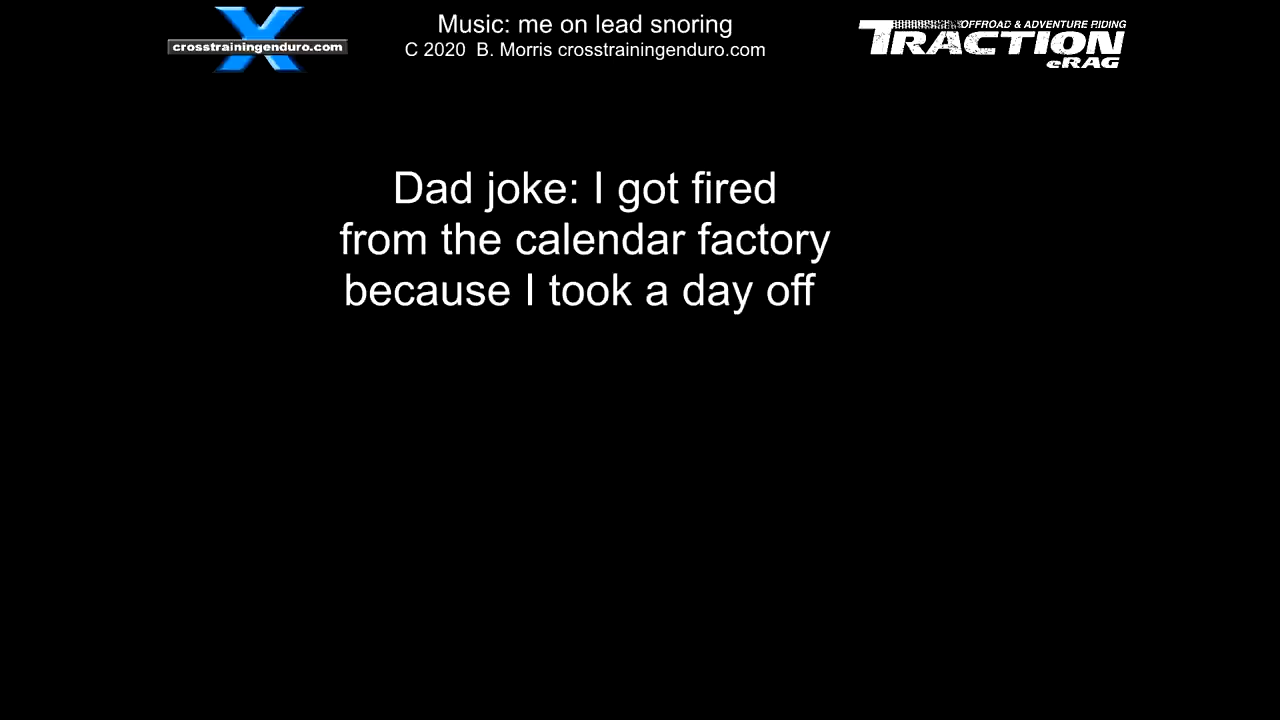 crosstrainingenduro.com
Music: me on lead snoring
C 2020 B. Morris crosstrainingenduro.com
OFFROAD & ADVENTURE RIDING
TRACTION
eRAG
Dad joke: I got fired
from the calendar factory
because I took a day off